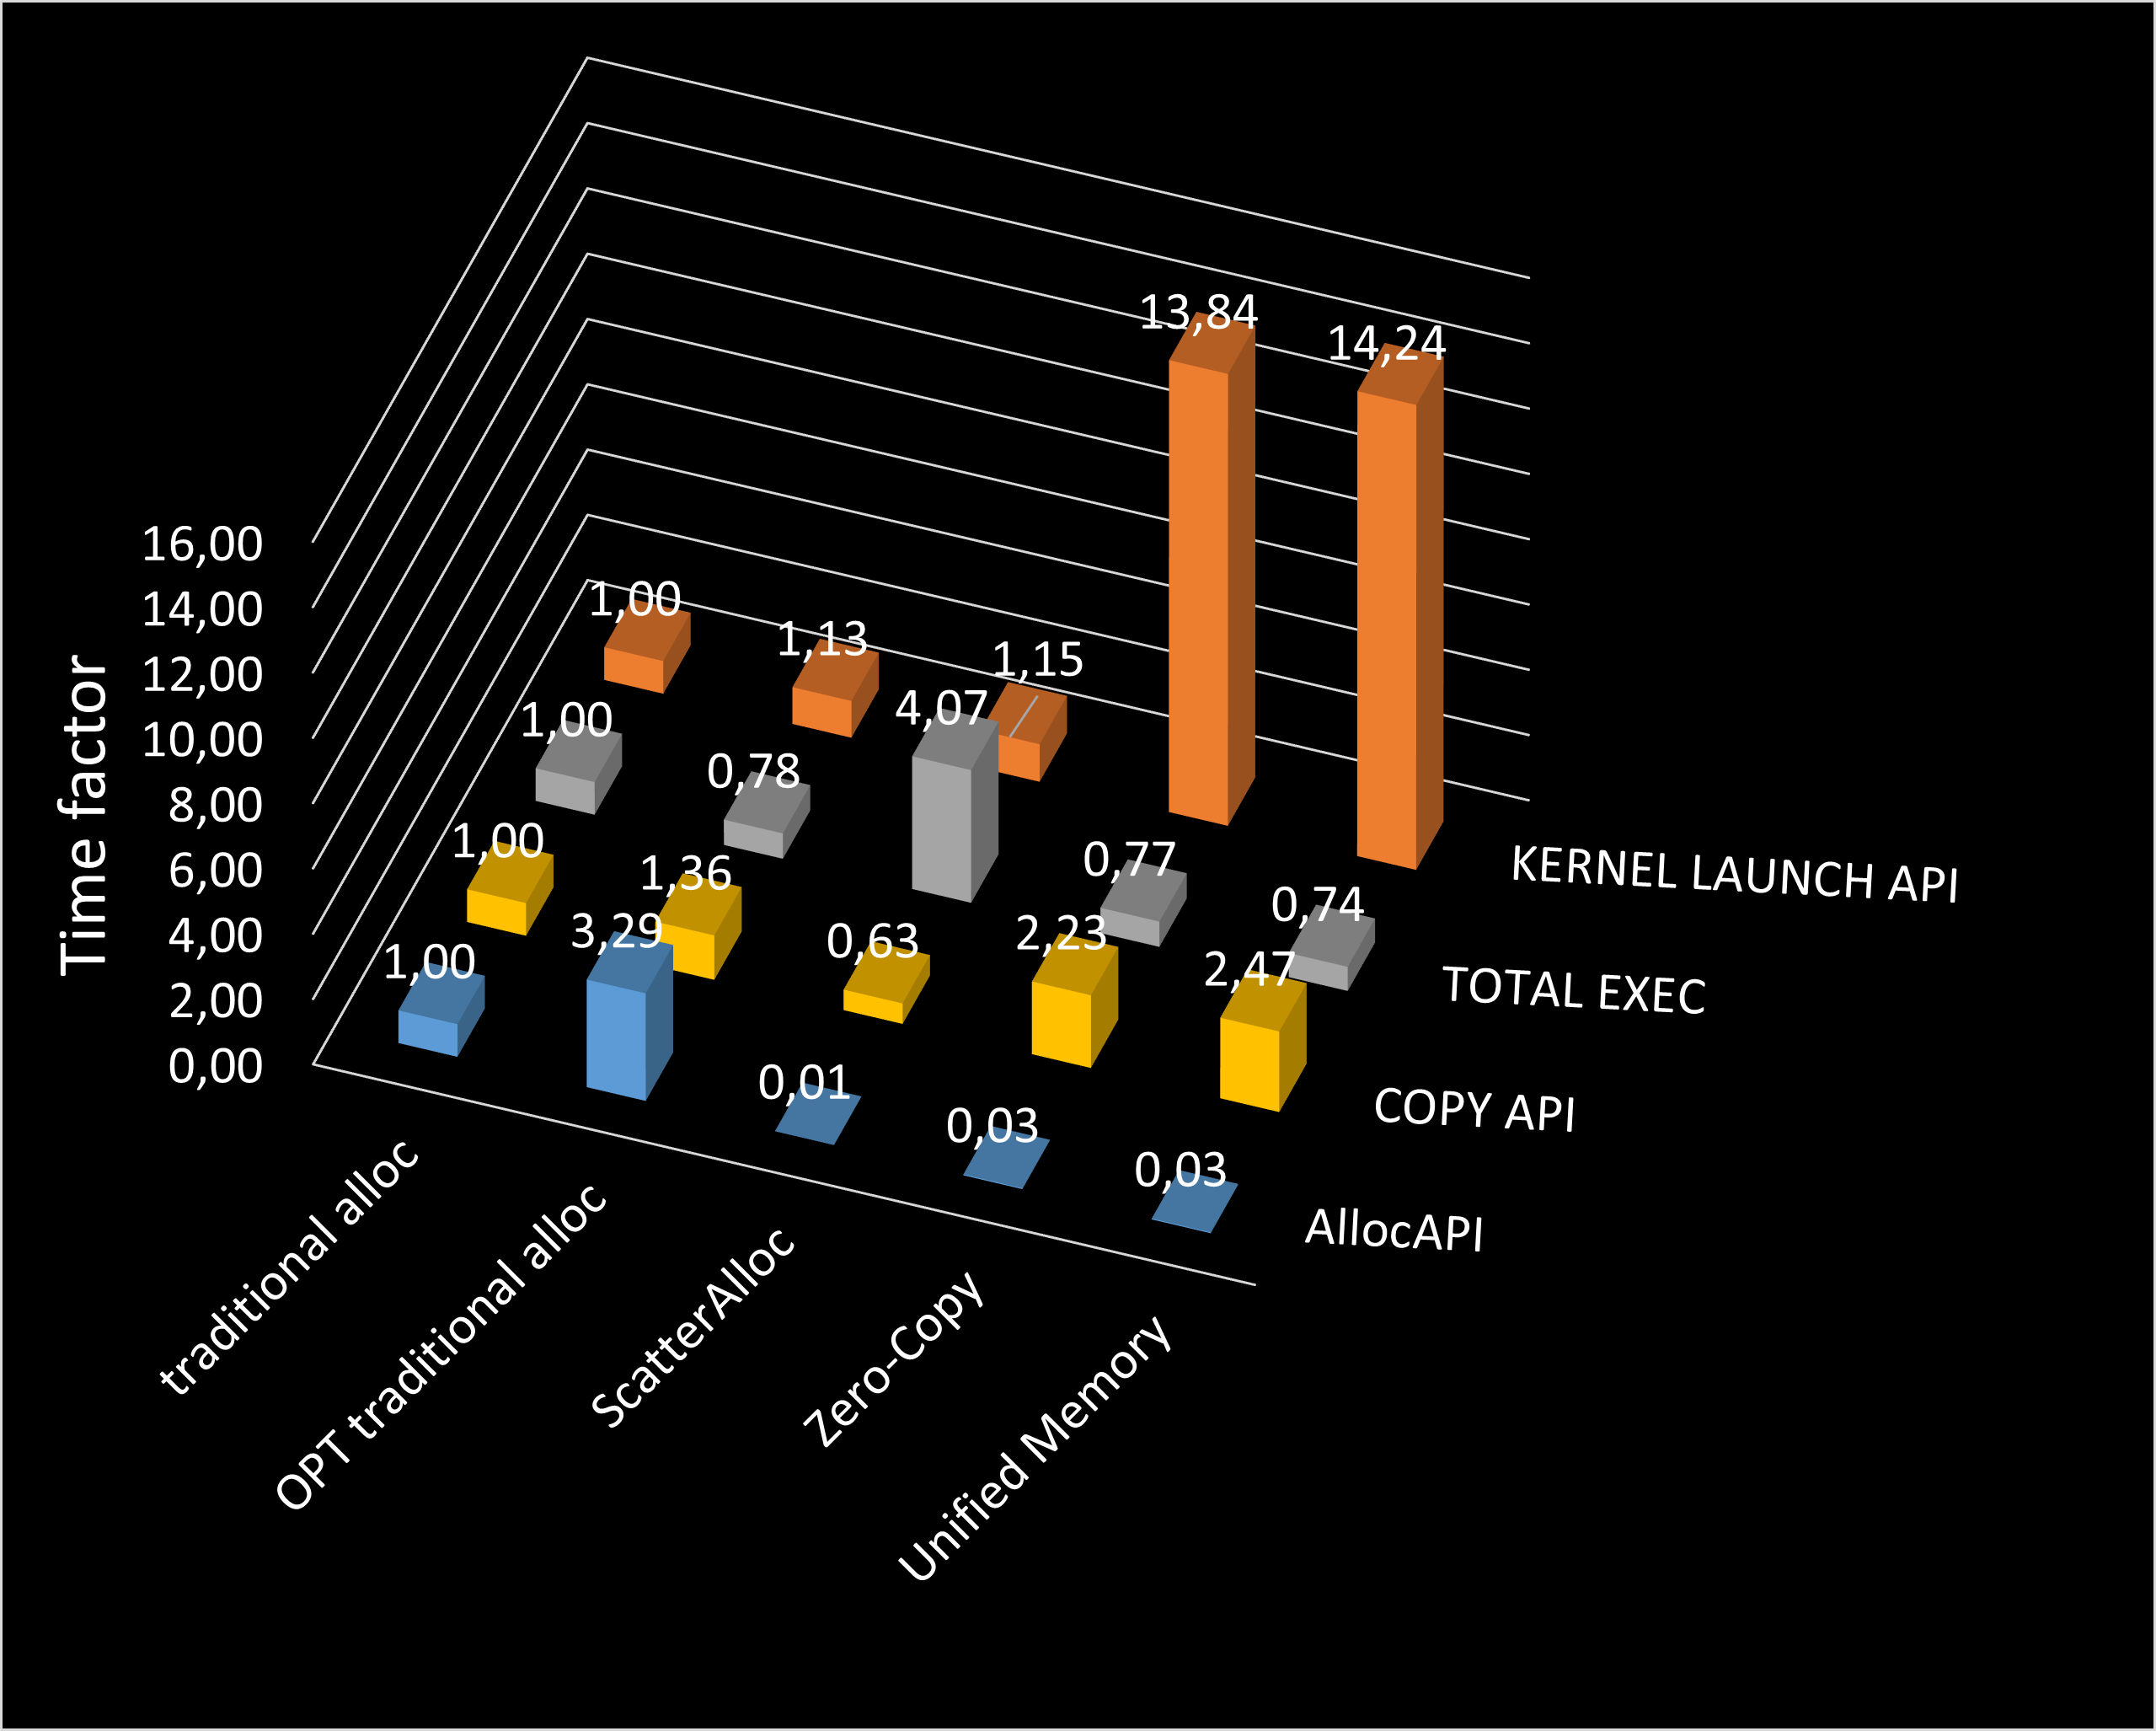 13,84
14,24
16,00
14,00
12,00
10,00
8,00
6,00
4,00
2,00
0,00
Time factor
1,00
1,13
1,15
1,00
0,78
4,07
0,77
0,74
1,00
1,36
0,63
2,23
2,47
1,00
3,29
0,01
0,03
0,03
KERNEL LAUNCH API
TOTAL EXEC
COPY API
AllocAPI
traditional alloc
OPT traditional alloc
ScatterAlloc
Zero-Copy
Unified Memory